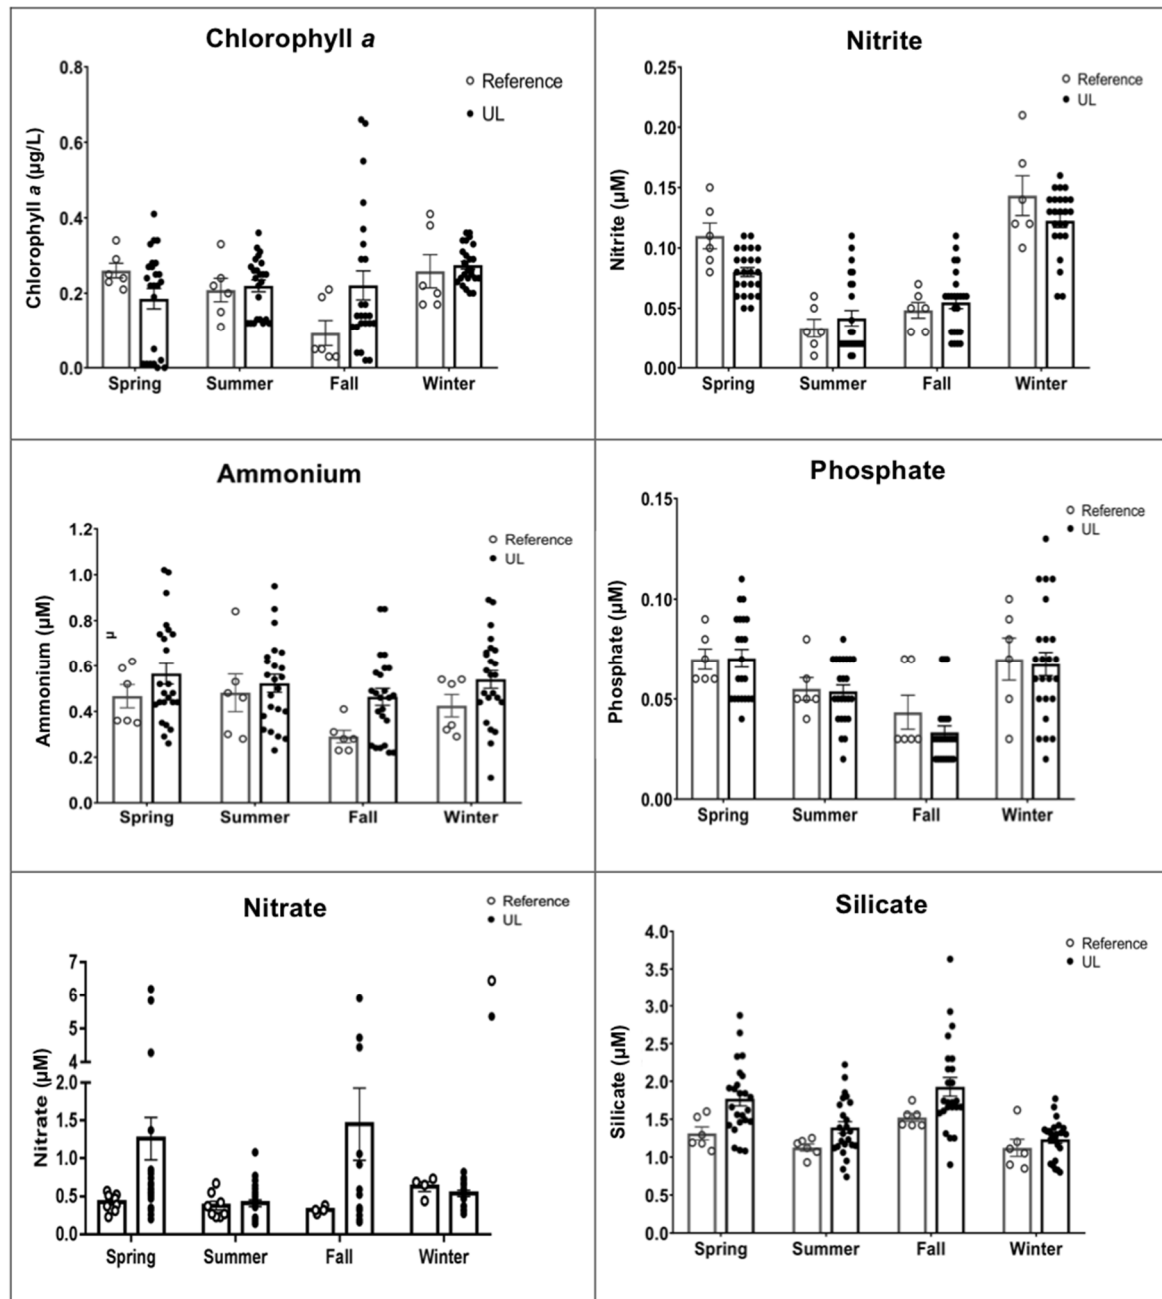 Chlorophyll a
Chlorophyll a (µg/L)
0.8
0.6
0.4
0.2
0.0
Reference
UL
Spring Summer Fall Winter
Nitrite
Nitrite (µM)
0.25
0.20
0.15
0.10
0.05
0.00
Reference
UL
Spring Summer Fall Winter
Ammonium
Ammonium (µM)
1.2
1.0
0.8
0.6
0.4
0.2
0.0
Reference
UL
Spring Summer Fall Winter
Phosphate
Phosphate (µM)
0.15
0.10
0.05
0.00
Reference
UL
Spring Summer Fall Winter
Nitrate
Nitrate (µM)
7
6
5
4
2.0
1.0
0.5
0.0
Reference
UL
Spring Summer Fall Winter
Silicate
Silicate (µM)
4.0
3.5
3.0
2.5
2.0
1.5
1.0
0.5
0.0
Reference
UL
Spring Summer Fall Winter